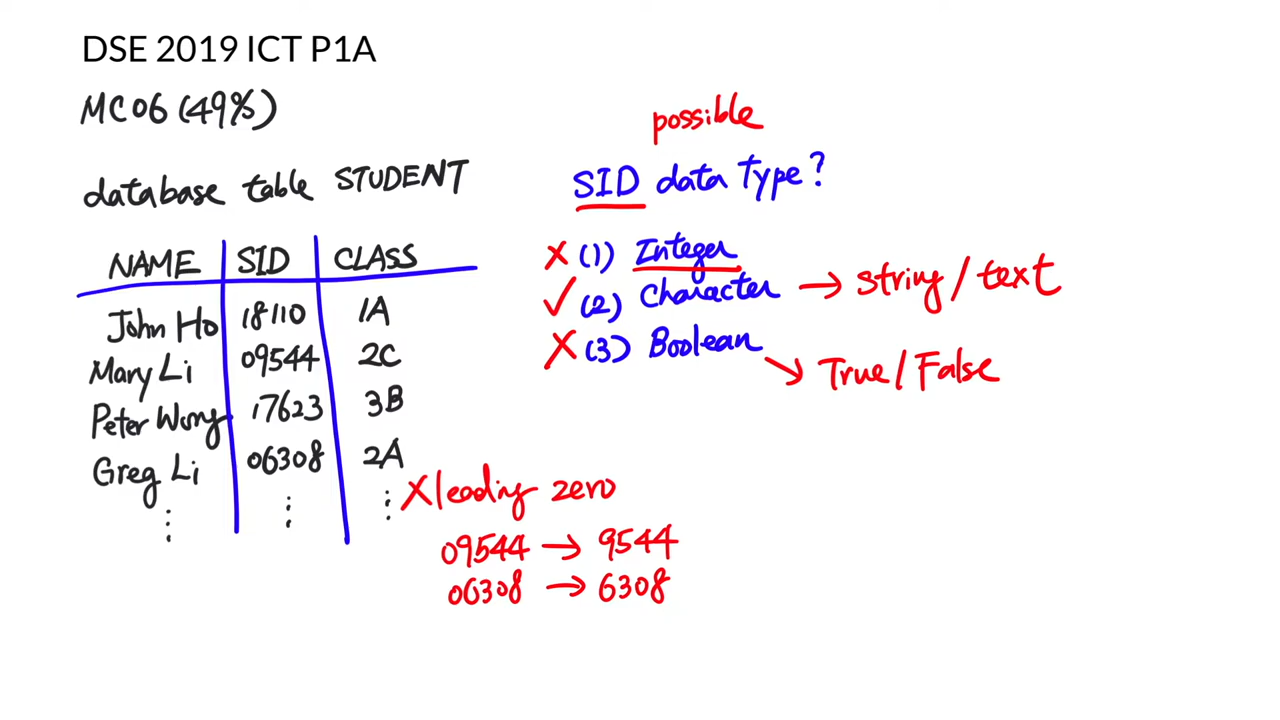 DSE 2019 ICT P1A
MC06 (49%)
database table STUDENT
NAME SID CLASS
John Ho 18110 1A
Mary Li 09544 2C
Peter Wong 17623 3B
Greg Li 06308 2A
⋮ ⋮ ⋮
possible
SID data Type?
✗ (1) Integer
✓ (2) Character → string / text
✗ (3) Boolean → True / False
✗ leading zero
09544 → 9544
06308 → 6308